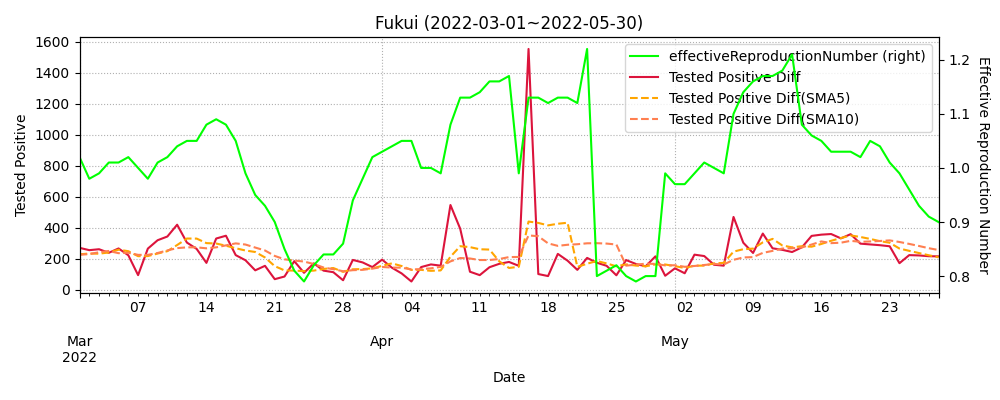 Fukui (2022-03-01~2022-05-30)
effectiveReproductionNumber (right)
Tested Positive Diff
Tested Positive Diff(SMA5)
Tested Positive Diff(SMA10)
Tested Positive
1600
1400
1200
1000
800
600
400
200
0
Effective Reproduction Number
1.2
1.1
1.0
0.9
0.8
07 14 21 28 04 11 18 25 02 09 16 23
Mar Apr May
2022
Date